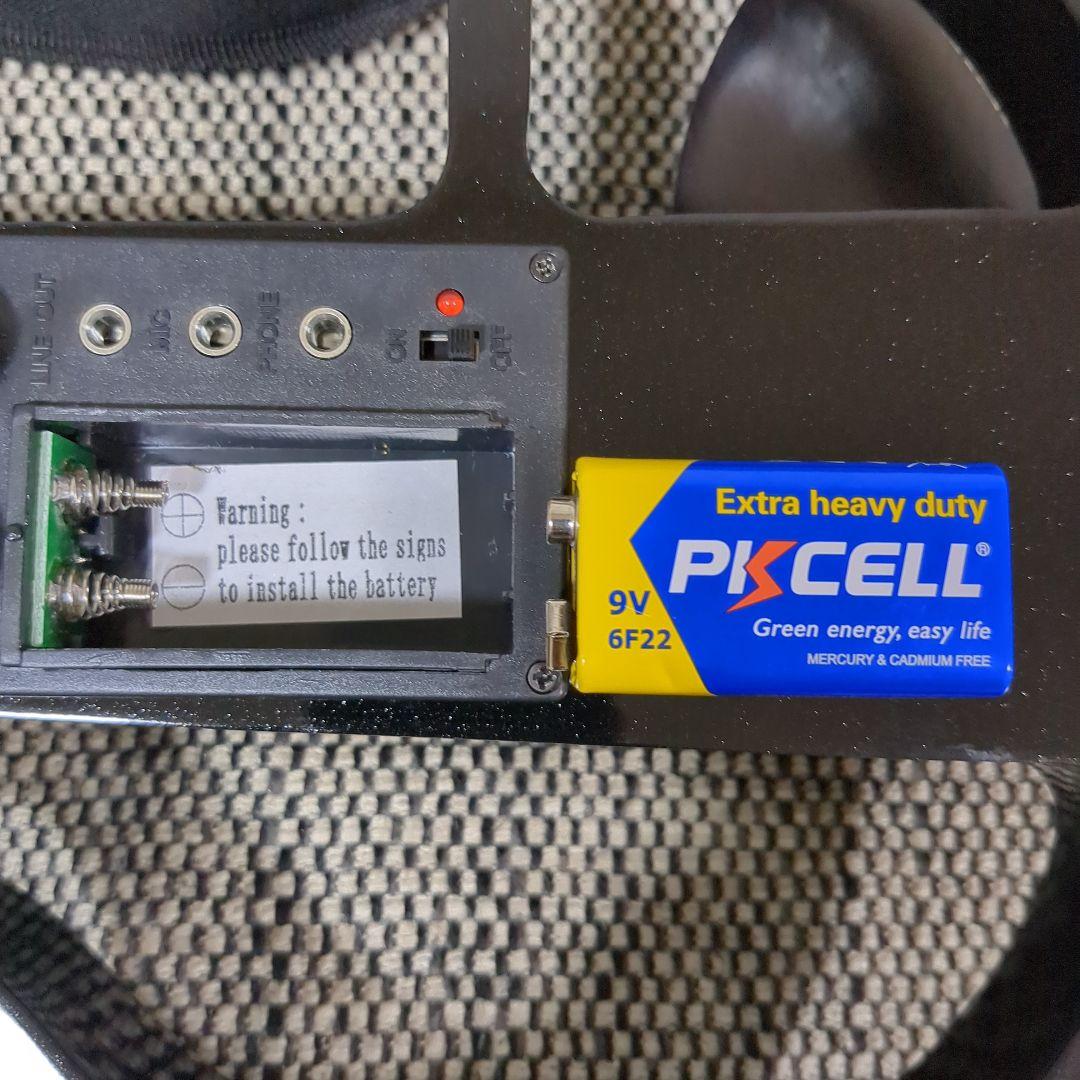 LINE OUT
MIC
PHONE
ON
OFF
Warning :
please follow the signs
to install the battery
Extra heavy duty
PKCELL®
9V
6F22
Green energy, easy life
MERCURY & CADMIUM FREE